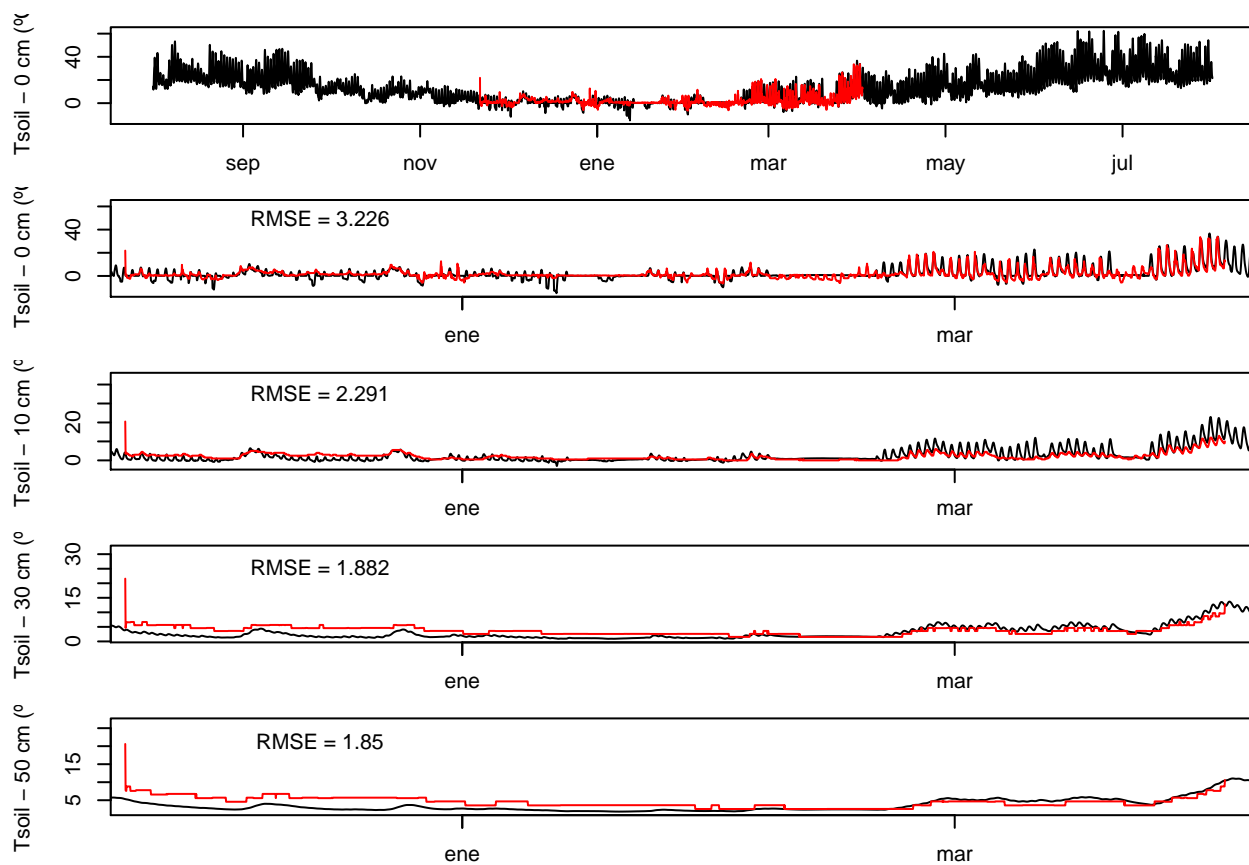 Tsoil − 0 cm (º
0 40
sep nov ene mar may jul
Tsoil − 0 cm (º
0 40
RMSE = 3.226
ene mar
Tsoil − 10 cm (
0 20
RMSE = 2.291
ene mar
Tsoil − 30 cm (º
0 15 30
RMSE = 1.882
ene mar
Tsoil − 50 cm (º
5 15
RMSE = 1.85
ene mar